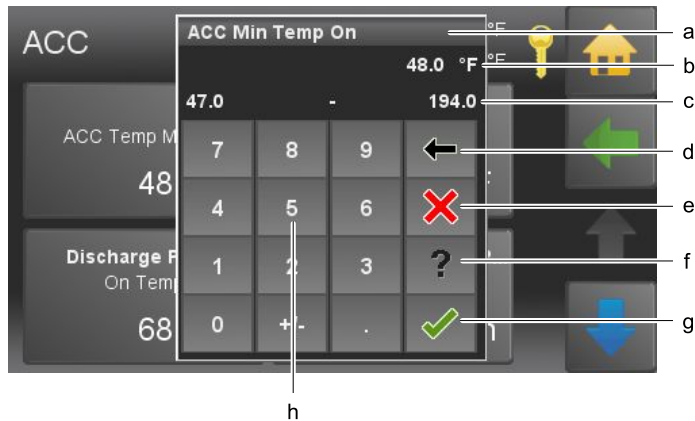 ACC
ACC Min Temp On
°F
a
48.0 °F
°F
b
47.0 - 194.0
c
ACC Temp M
48
7 8 9
d
4 5 6
e
Discharge F
On Temp
68
1 2 3 ?
f
0 +/- .
g
h